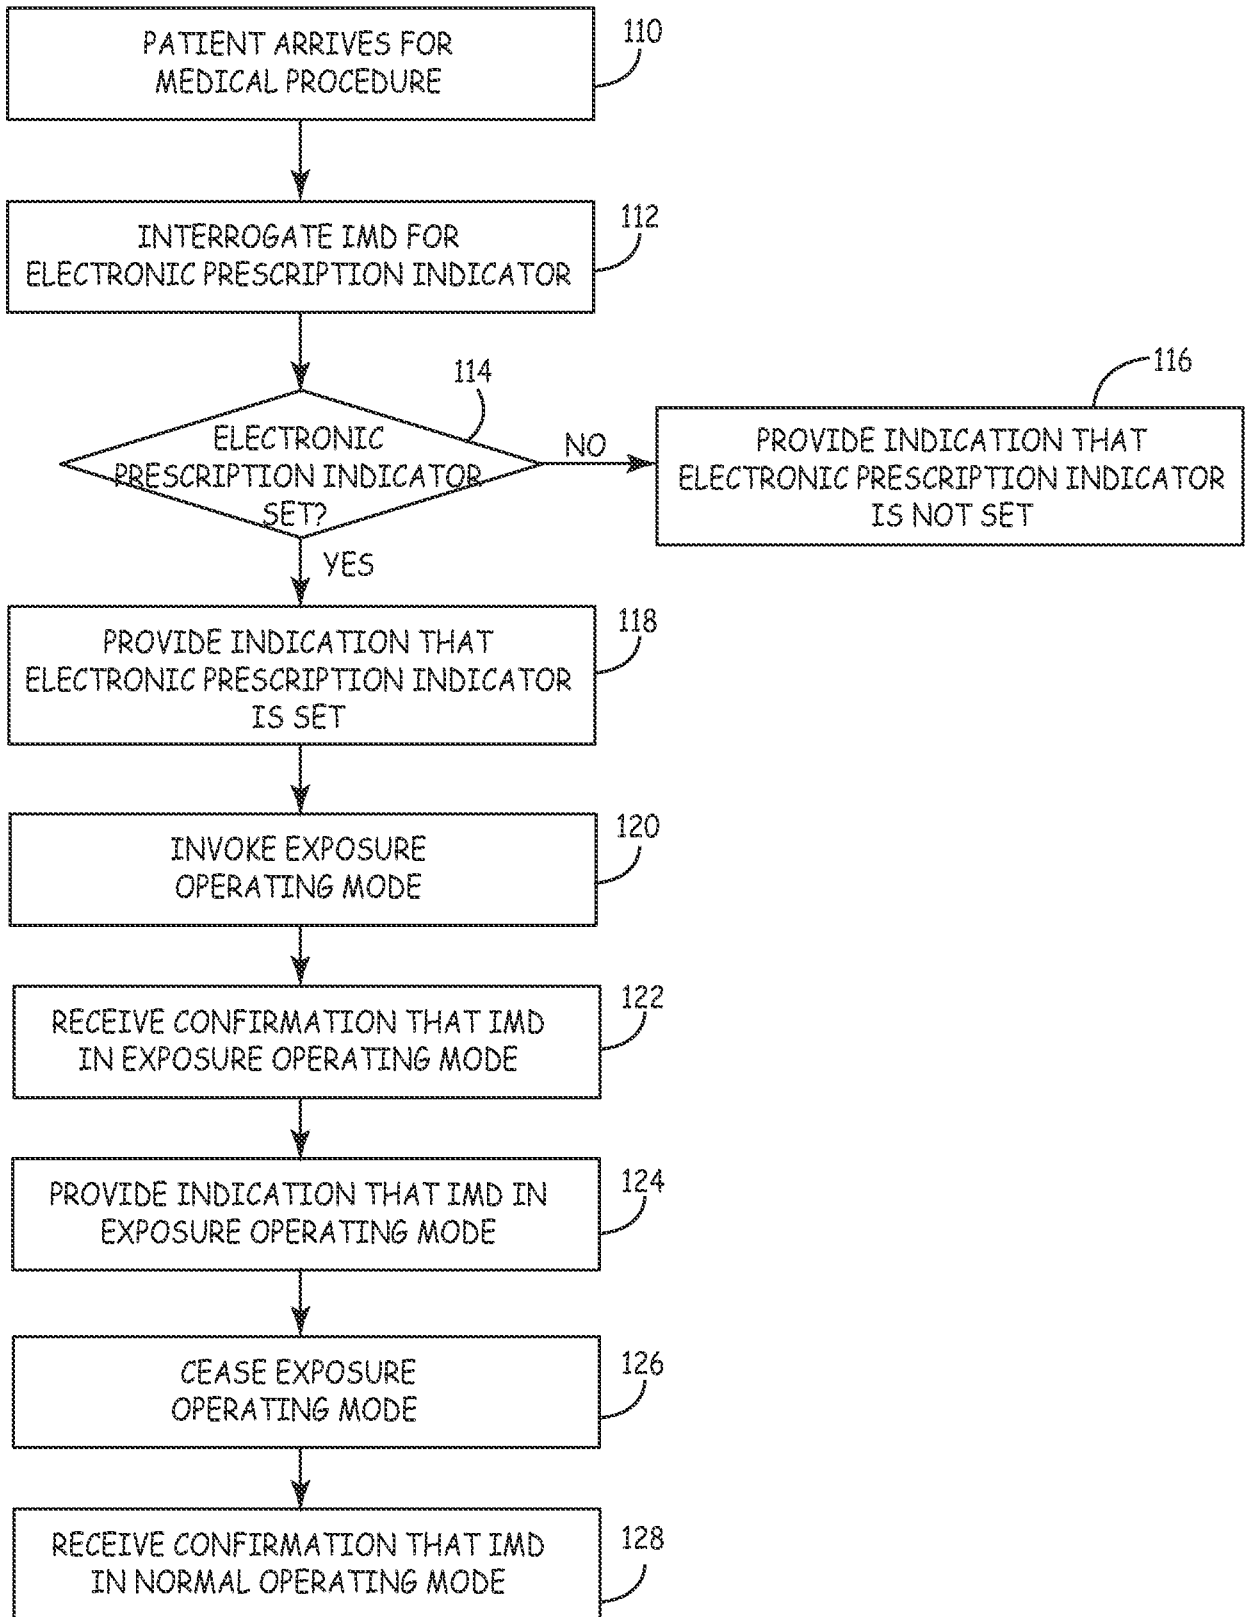 PATIENT ARRIVES FOR
MEDICAL PROCEDURE
110
INTERROGATE IMD FOR
ELECTRONIC PRESCRIPTION INDICATOR
112
114
ELECTRONIC
PRESCRIPTION INDICATOR
SET?
NO
116
PROVIDE INDICATION THAT
ELECTRONIC PRESCRIPTION INDICATOR
IS NOT SET
YES
118
PROVIDE INDICATION THAT
ELECTRONIC PRESCRIPTION INDICATOR
IS SET
120
INVOKE EXPOSURE
OPERATING MODE
122
RECEIVE CONFIRMATION THAT IMD
IN EXPOSURE OPERATING MODE
124
PROVIDE INDICATION THAT IMD IN
EXPOSURE OPERATING MODE
126
CEASE EXPOSURE
OPERATING MODE
128
RECEIVE CONFIRMATION THAT IMD
IN NORMAL OPERATING MODE